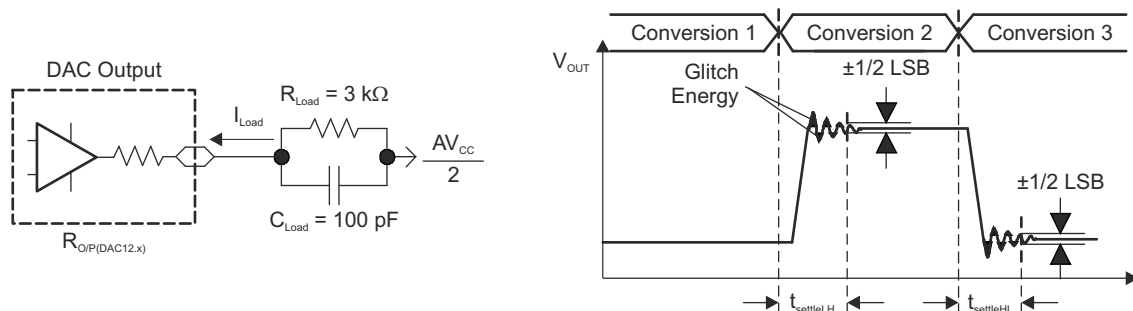 DAC Output
I_Load
R_Load = 3 kΩ
AV_CC
2
C_Load = 100 pF
R_O/P(DAC12.x)
Conversion 1
Conversion 2
Conversion 3
V_OUT
Glitch
Energy
±1/2 LSB
±1/2 LSB
t_settleLH
t_settleHL